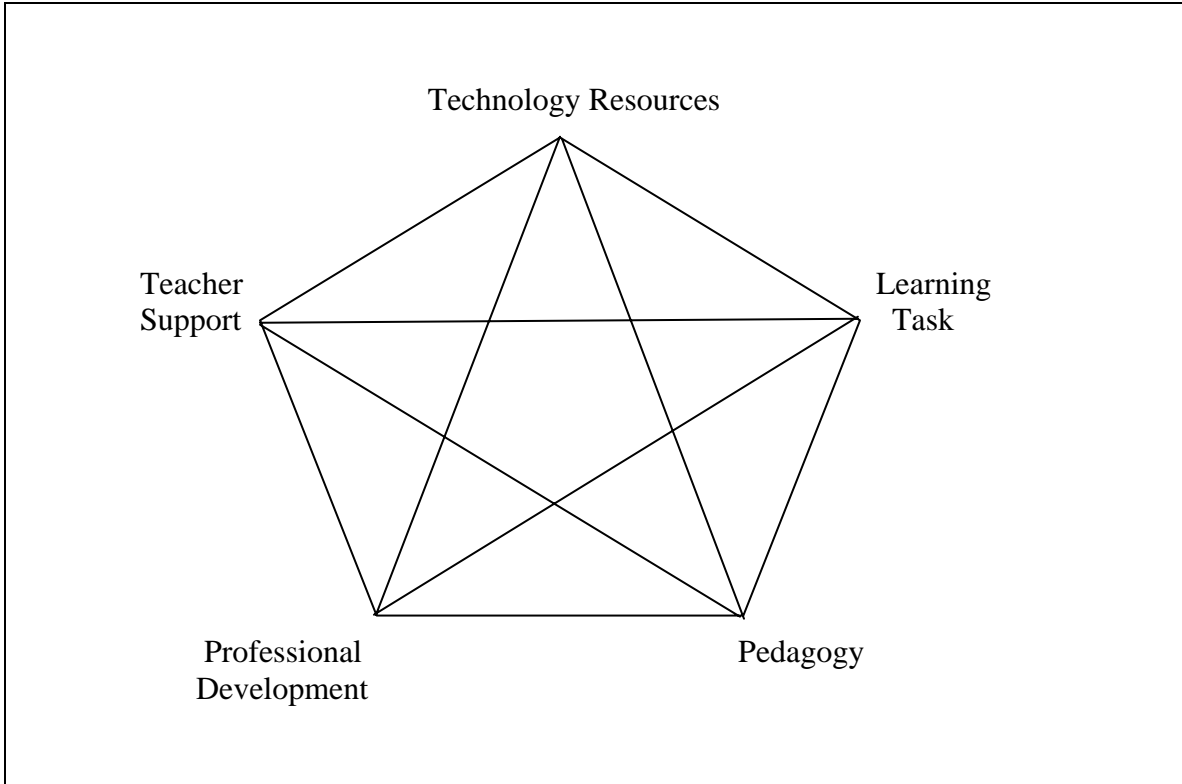 Technology Resources
Teacher
Support
Learning
Task
Professional
Development
Pedagogy